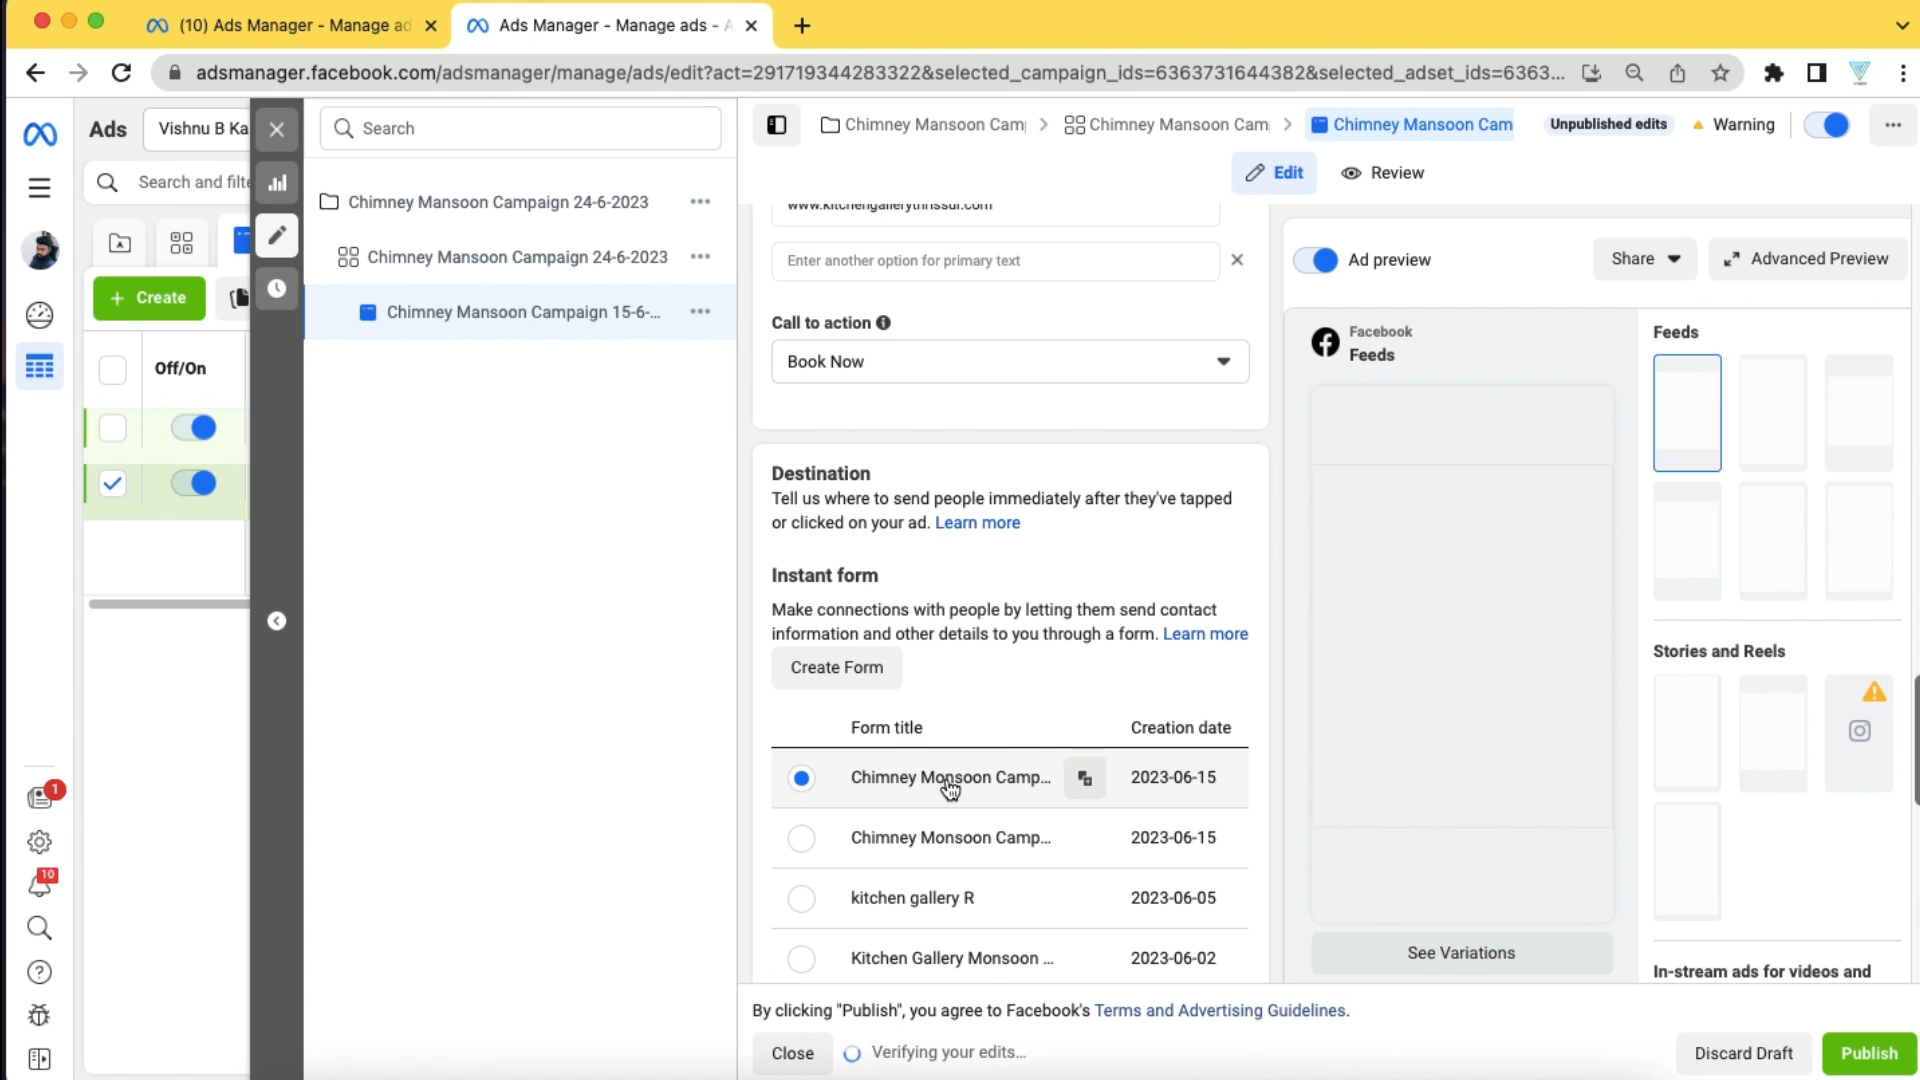 (10) Ads Manager - Manage ad
Ads Manager - Manage ads - A
adsmanager.facebook.com/adsmanager/manage/ads/edit?act=291719344283322&selected_campaign_ids=6363731644382&selected_adset_ids=6363...
Ads
Vishnu B Ka
Search and filte
Create
Off/On
1
10
Search
Chimney Mansoon Campaign 24-6-2023
Chimney Mansoon Campaign 24-6-2023
Chimney Mansoon Campaign 15-6-...
Chimney Mansoon Cam
Chimney Mansoon Cam
Chimney Mansoon Cam
Unpublished edits
Warning
Edit
Review
www.kitchengallerythrissur.com
Enter another option for primary text
Call to action
Book Now
Destination
Tell us where to send people immediately after they've tapped
or clicked on your ad. Learn more
Instant form
Make connections with people by letting them send contact
information and other details to you through a form. Learn more
Create Form
Form title Creation date
Chimney Monsoon Camp... 2023-06-15
Chimney Monsoon Camp... 2023-06-15
kitchen gallery R 2023-06-05
Kitchen Gallery Monsoon ... 2023-06-02
Ad preview
Share
Advanced Preview
Facebook
Feeds
See Variations
Feeds
Stories and Reels
In-stream ads for videos and
By clicking "Publish", you agree to Facebook's Terms and Advertising Guidelines.
Close
Verifying your edits...
Discard Draft
Publish